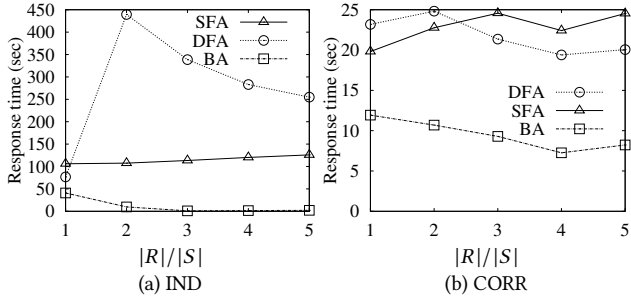 450
400
350
300
250
200
150
100
50
0
Response time (sec)
SFA
DFA
BA
1 2 3 4 5
|R|/|S|
(a) IND
25
20
15
10
5
0
Response time (sec)
DFA
SFA
BA
1 2 3 4 5
|R|/|S|
(b) CORR